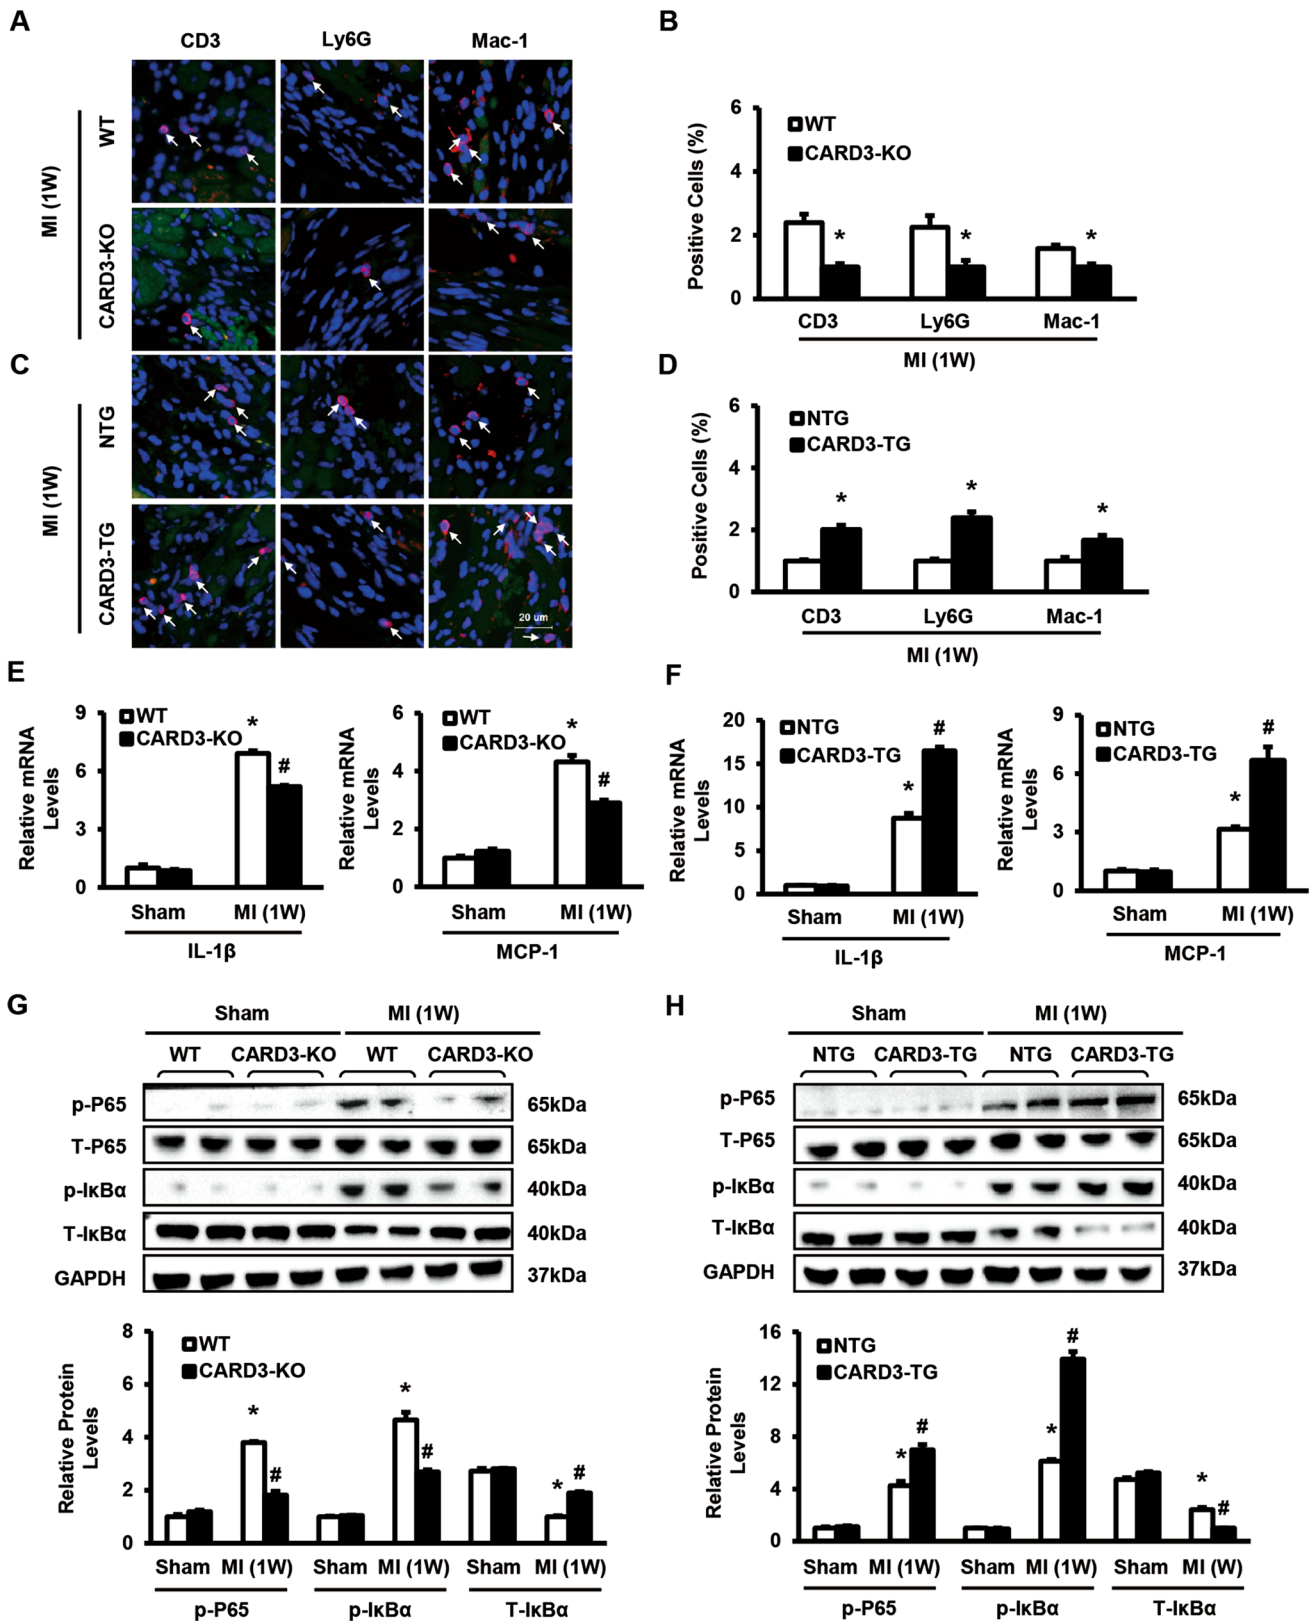 A
CD3
Ly6G
Mac-1
MI (1W)
WT
CARD3-KO
B
Positive Cells (%)
6
4
2
0
WT
CARD3-KO
*
*
*
CD3
Ly6G
Mac-1
MI (1W)
C
MI (1W)
NTG
CARD3-TG
20 um
D
Positive Cells (%)
6
4
2
0
NTG
CARD3-TG
*
*
*
CD3
Ly6G
Mac-1
MI (1W)
E
Relative mRNA
Levels
9
6
3
0
WT
CARD3-KO
*
#
Sham
MI (1W)
IL-1β
Relative mRNA
Levels
6
4
2
0
WT
CARD3-KO
*
#
Sham
MI (1W)
MCP-1
F
Relative mRNA
Levels
20
15
10
5
0
NTG
CARD3-TG
*
#
Sham
MI (1W)
IL-1β
Relative mRNA
Levels
9
6
3
0
NTG
CARD3-TG
*
#
Sham
MI (1W)
MCP-1
G
Sham
MI (1W)
WT
CARD3-KO
WT
CARD3-KO
p-P65
65kDa
T-P65
65kDa
p-IκBα
40kDa
T-IκBα
40kDa
GAPDH
37kDa
Relative Protein
Levels
8
6
4
2
0
WT
CARD3-KO
*
#
*
#
*
#
Sham
MI (1W)
Sham
MI (1W)
Sham
MI (1W)
p-P65
p-IκBα
T-IκBα
H
Sham
MI (1W)
NTG
CARD3-TG
NTG
CARD3-TG
p-P65
65kDa
T-P65
65kDa
p-IκBα
40kDa
T-IκBα
40kDa
GAPDH
37kDa
Relative Protein
Levels
16
12
8
4
0
NTG
CARD3-TG
*
#
*
#
*
#
Sham
MI (1W)
Sham
MI (1W)
Sham
MI (W)
p-P65
p-IκBα
T-IκBα